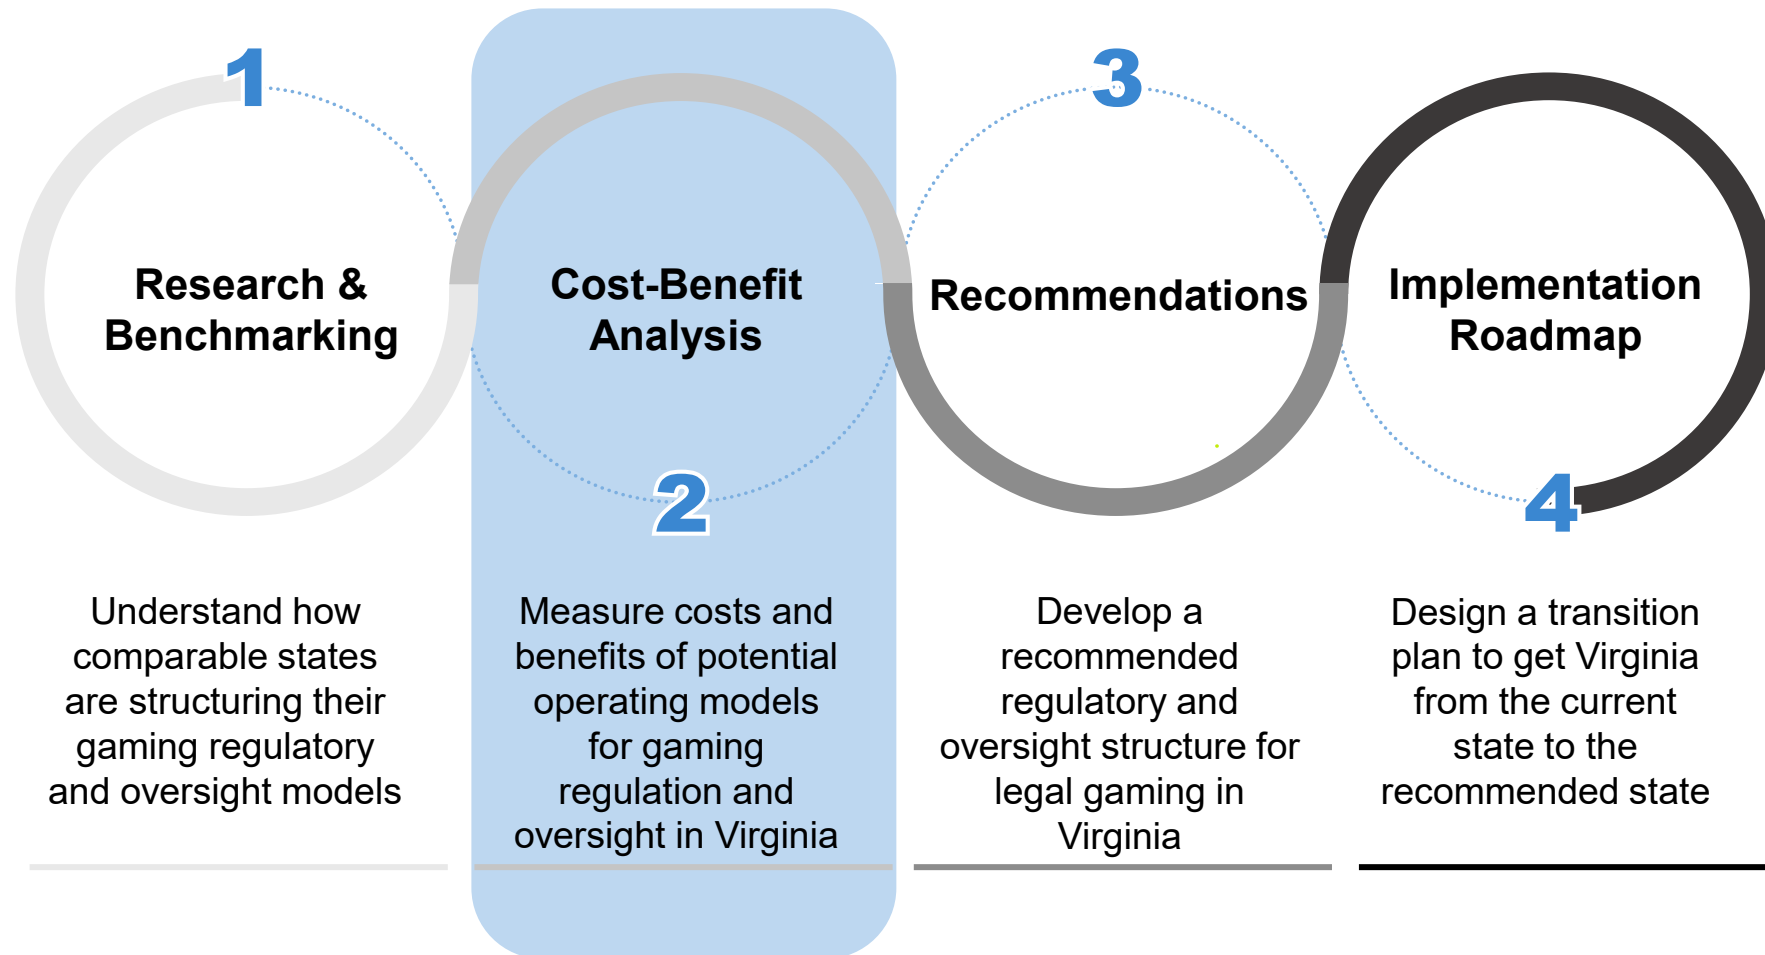 1
Research &
Benchmarking
Understand how
comparable states
are structuring their
gaming regulatory
and oversight models
Cost-Benefit
Analysis
2
Measure costs and
benefits of potential
operating models
for gaming
regulation and
oversight in Virginia
3
Recommendations
Develop a
recommended
regulatory and
oversight structure for
legal gaming in
Virginia
Implementation
Roadmap
4
Design a transition
plan to get Virginia
from the current
state to the
recommended state